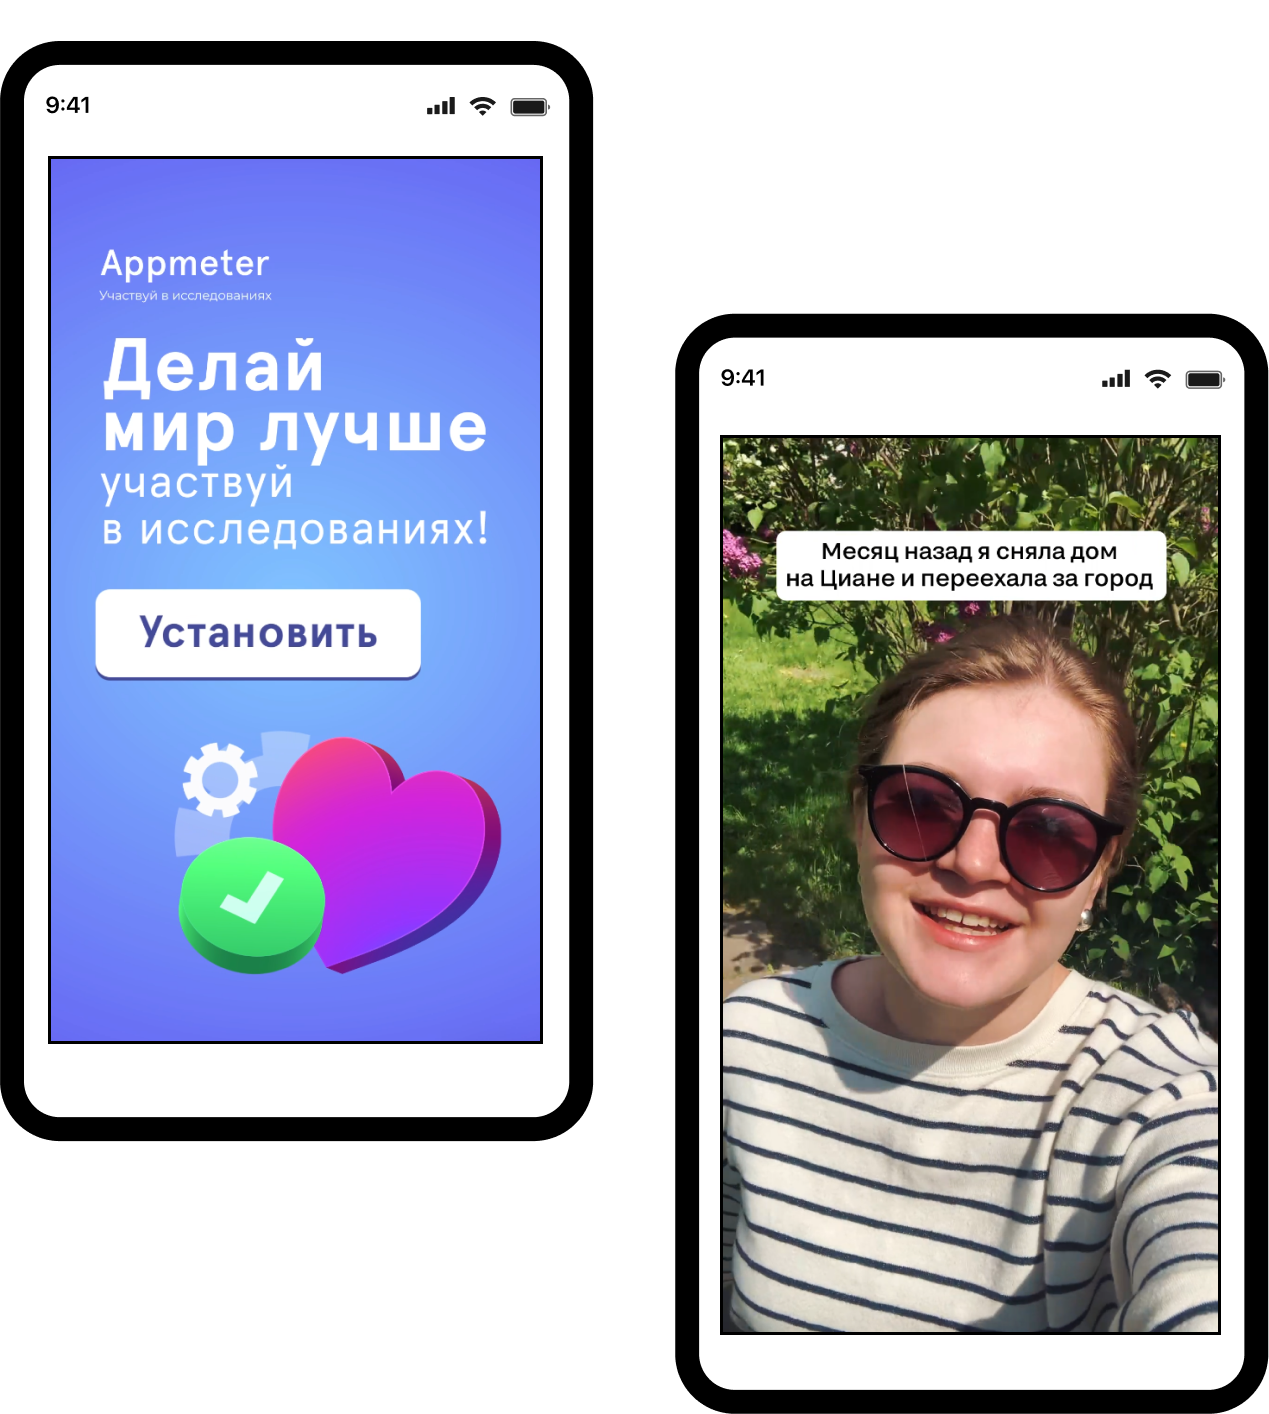 9:41
Appmeter
Участвуй в исследованиях
Делай
мир лучше
участвуй
в исследованиях!
Установить
9:41
Месяц назад я сняла дом
на Циане и переехала за город